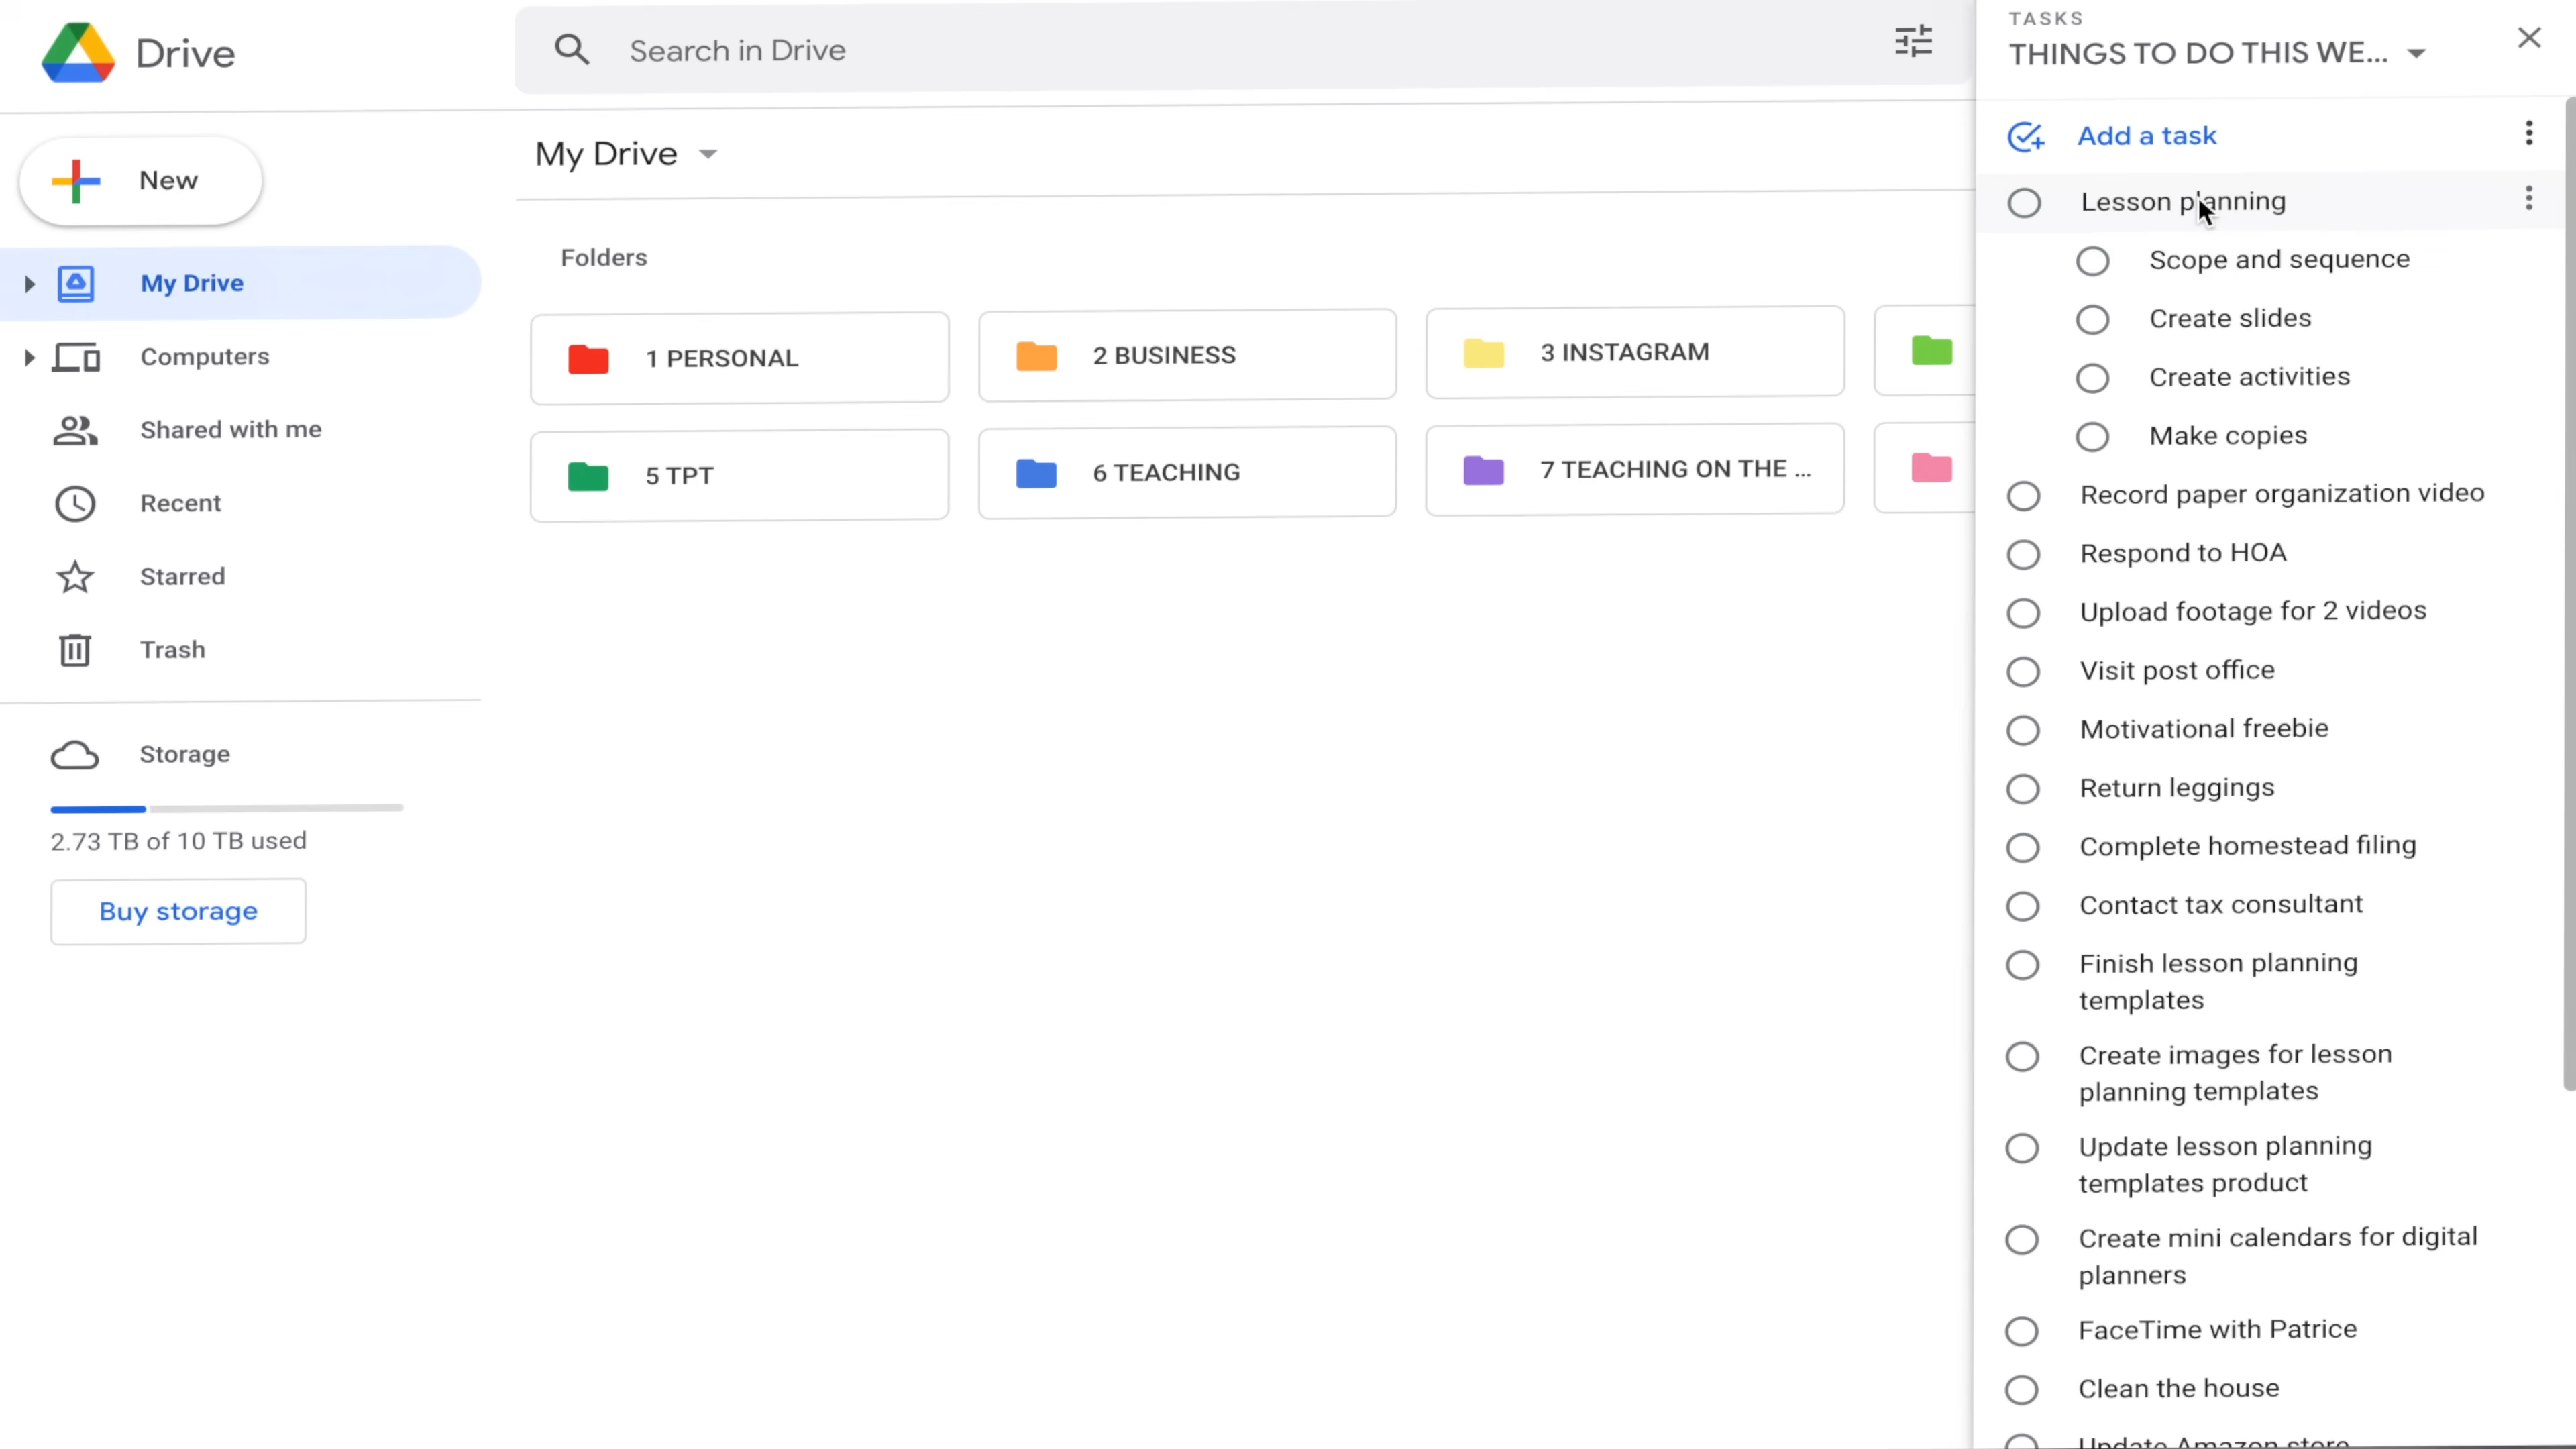 Drive
Search in Drive
New
My Drive
Computers
Shared with me
Recent
Starred
Trash
Storage
2.73 TB of 10 TB used
Buy storage
My Drive
Folders
1 PERSONAL
2 BUSINESS
3 INSTAGRAM
5 TPT
6 TEACHING
7 TEACHING ON THE ...
TASKS
THINGS TO DO THIS WE...
Add a task
Lesson planning
Scope and sequence
Create slides
Create activities
Make copies
Record paper organization video
Respond to HOA
Upload footage for 2 videos
Visit post office
Motivational freebie
Return leggings
Complete homestead filing
Contact tax consultant
Finish lesson planning
templates
Create images for lesson
planning templates
Update lesson planning
templates product
Create mini calendars for digital
planners
FaceTime with Patrice
Clean the house
Update Amazon store